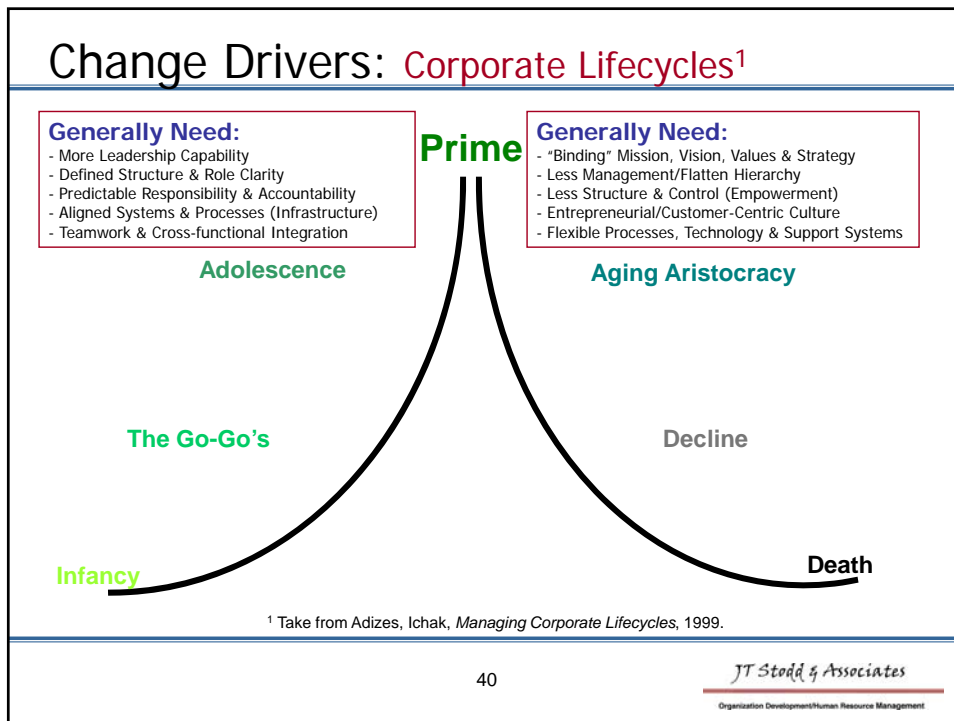 Change Drivers: Corporate Lifecycles1
Generally Need:
- More Leadership Capability
- Defined Structure & Role Clarity
- Predictable Responsibility & Accountability
- Aligned Systems & Processes (Infrastructure)
- Teamwork & Cross-functional Integration
Prime
Generally Need:
- “Binding” Mission, Vision, Values & Strategy
- Less Management/Flatten Hierarchy
- Less Structure & Control (Empowerment)
- Entrepreneurial/Customer-Centric Culture
- Flexible Processes, Technology & Support Systems
Adolescence
Aging Aristocracy
The Go-Go’s
Decline
Infancy
Death
1 Take from Adizes, Ichak, Managing Corporate Lifecycles, 1999.
40
JT Stodd & Associates
Organization Development/Human Resource Management